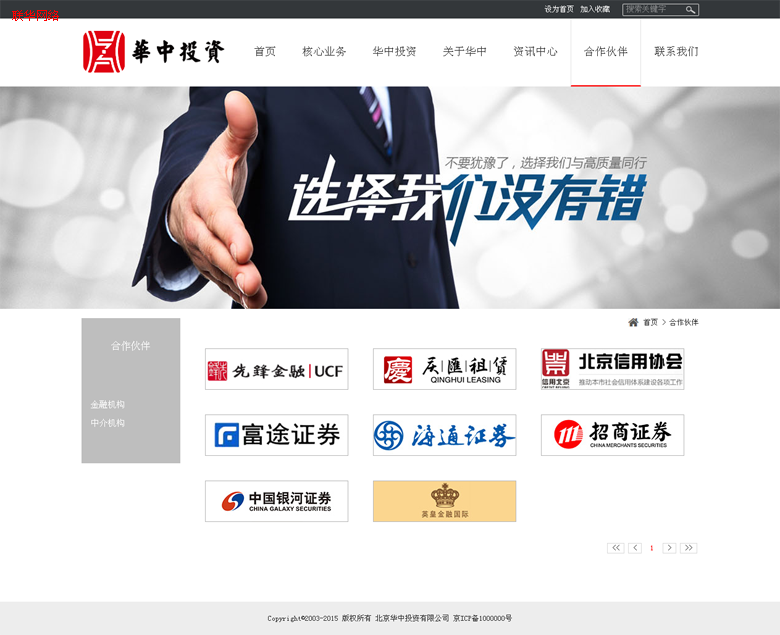 设为首页 加入收藏 搜索关键字
联华网络
華中投資 首页 核心业务 华中投资 关于华中 资讯中心 合作伙伴 联系我们
不要犹豫了，选择我们与高质量同行
选择我们没有错
首页 > 合作伙伴
合作伙伴
金融机构
中介机构
先鋒金融 UCF
慶 庆汇租赁
QINGHUI LEASING
北京信用协会
信用北京 推动本市社会信用体系建设各项工作
富途证券
海通证券
招商证券
CHINA MERCHANTS SECURITIES
中国银河证券
CHINA GALAXY SECURITIES
英皇金融国际
1
Copyright©2003-2015 版权所有 北京华中投资有限公司 京ICP备1000000号